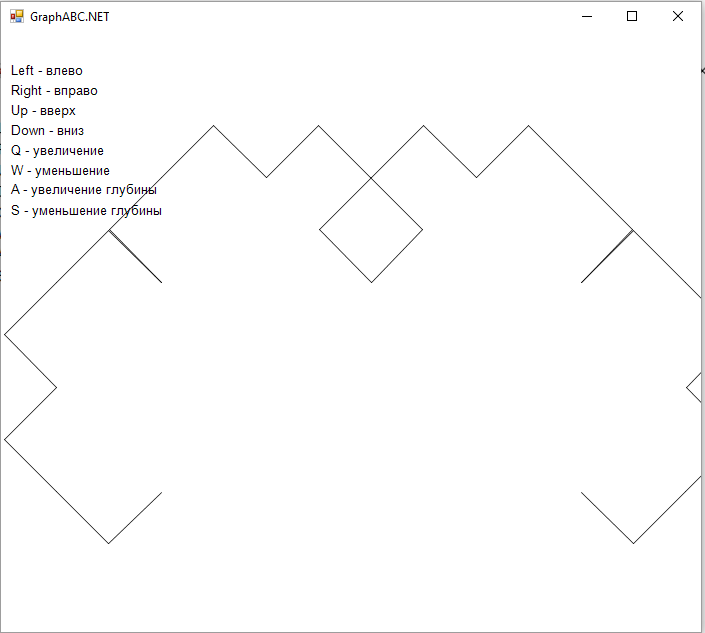 GraphABC.NET
Left - влево
Right - вправо
Up - вверх
Down - вниз
Q - увеличение
W - уменьшение
A - увеличение глубины
S - уменьшение глубины